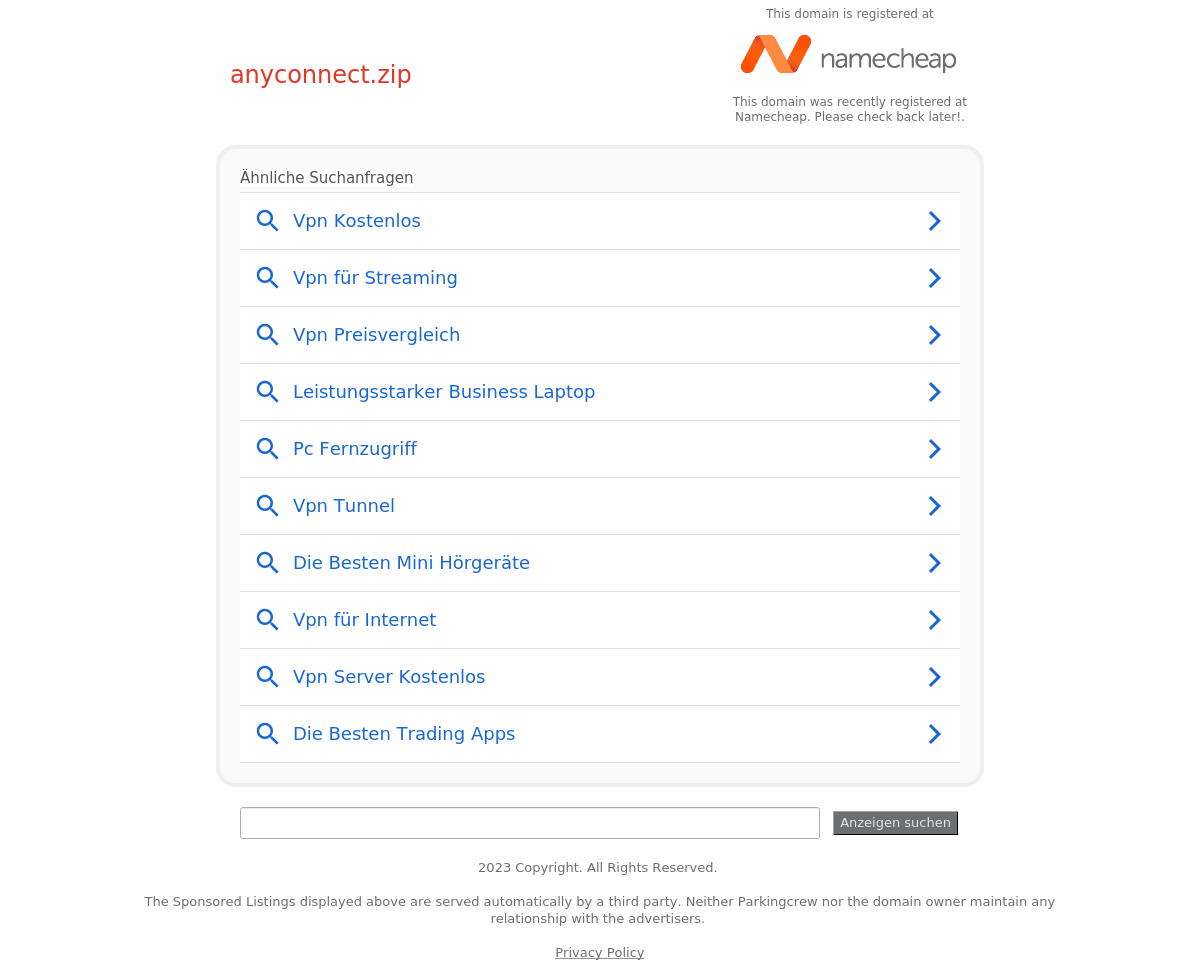 This domain is registered at
namecheap
anyconnect.zip
This domain was recently registered at
Namecheap. Please check back later!.
Ähnliche Suchanfragen
Vpn Kostenlos
Vpn für Streaming
Vpn Preisvergleich
Leistungsstarker Business Laptop
Pc Fernzugriff
Vpn Tunnel
Die Besten Mini Hörgeräte
Vpn für Internet
Vpn Server Kostenlos
Die Besten Trading Apps
Anzeigen suchen
2023 Copyright. All Rights Reserved.
The Sponsored Listings displayed above are served automatically by a third party. Neither Parkingcrew nor the domain owner maintain any
relationship with the advertisers.
Privacy Policy